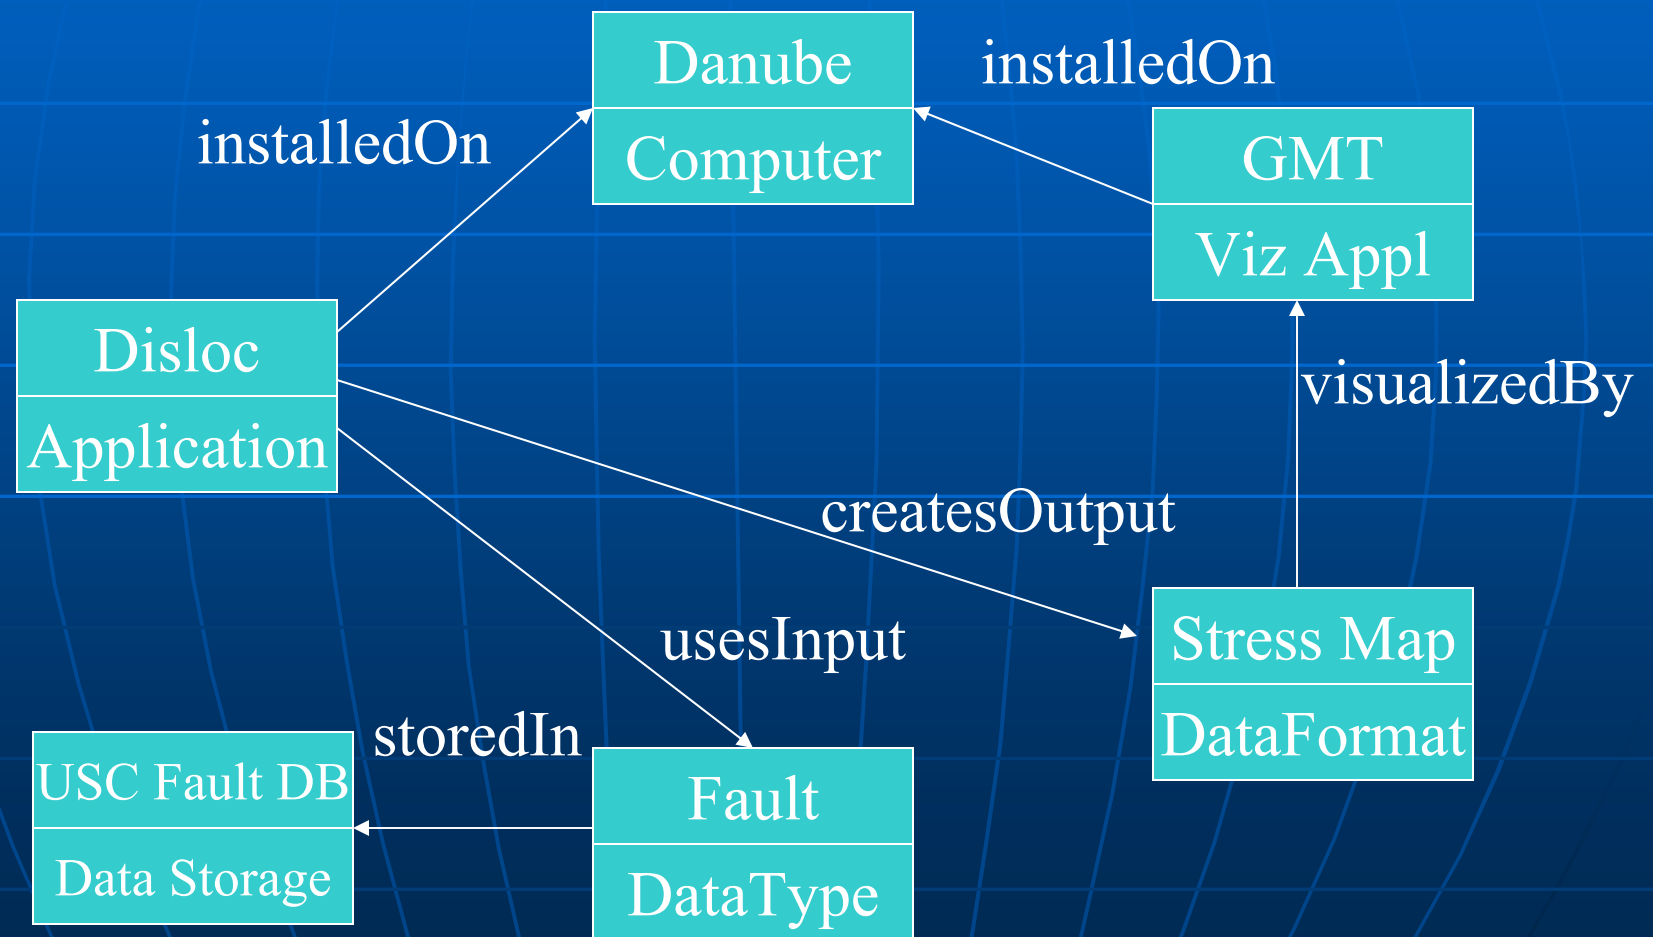 Danube
Computer
installedOn
installedOn
GMT
Viz Appl
Disloc
Application
visualizedBy
createsOutput
usesInput
Stress Map
DataFormat
storedIn
USC Fault DB
Data Storage
Fault
DataType